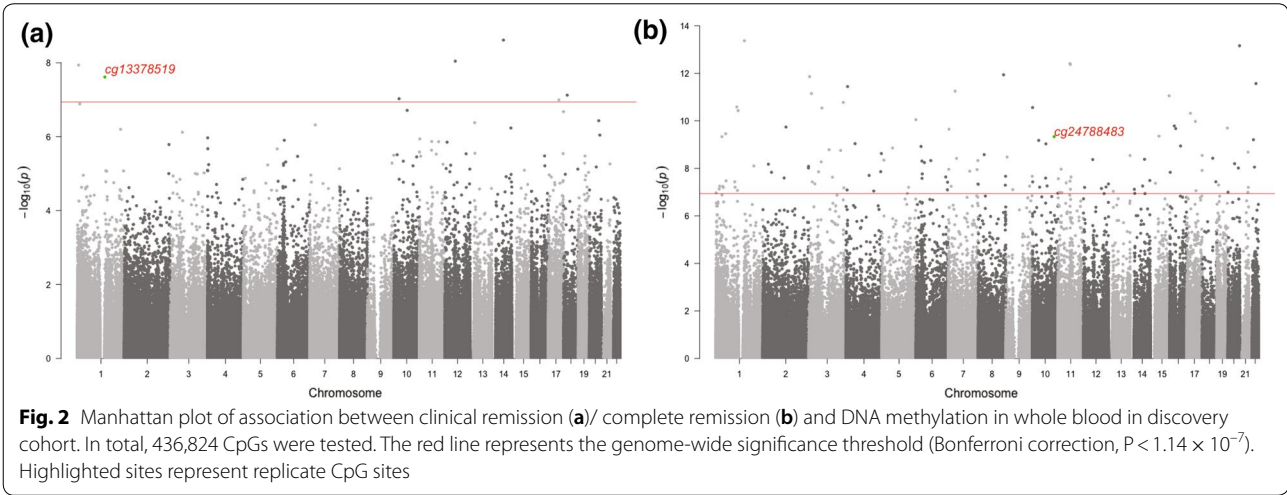 (a)
8
6
4
2
0
−log10(p)
cg13378519
1 2 3 4 5 6 7 8 9 10 11 12 13 14 15 17 19 21
Chromosome
(b)
14
12
10
8
6
4
2
0
−log10(p)
cg24788483
1 2 3 4 5 6 7 8 9 10 11 12 13 14 15 17 19 21
Chromosome
Fig. 2 Manhattan plot of association between clinical remission (a)/ complete remission (b) and DNA methylation in whole blood in discovery
cohort. In total, 436,824 CpGs were tested. The red line represents the genome-wide significance threshold (Bonferroni correction, P < 1.14 × 10⁻⁷).
Highlighted sites represent replicate CpG sites